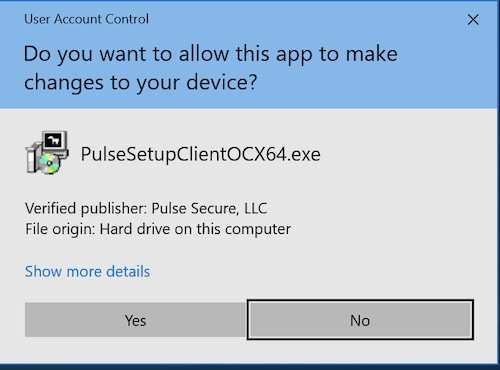 User Account Control
Do you want to allow this app to make
changes to your device?
PulseSetupClientOCX64.exe
Verified publisher: Pulse Secure, LLC
File origin: Hard drive on this computer
Show more details
Yes
No